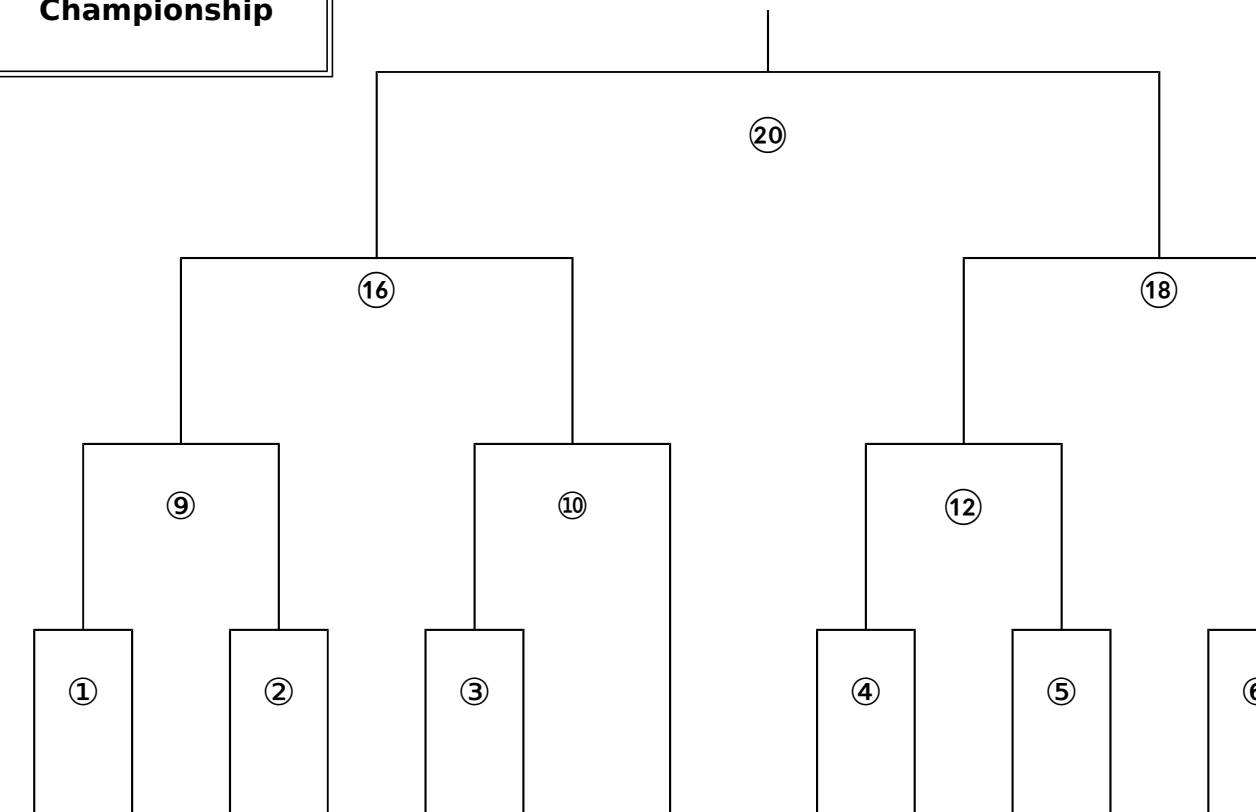 Championship
⑳
⑯ ⑱
⑨ ⑩ ⑫
① ② ③ ④ ⑤